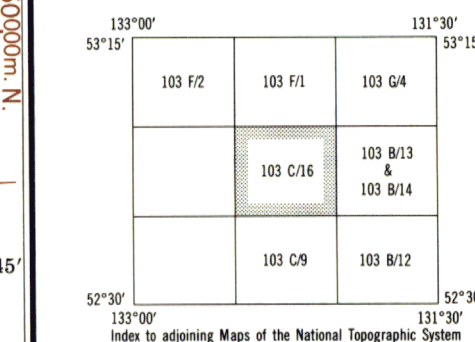 133°00' 131°30'
53°15' 53°15
103 F/2 103 F/1 103 G/4
103 C/16 103 B/13 & 103 B/14
103 C/9 103 B/12
52°30' 52°30
133°00' 131°30'
Index to adjoining Maps of the National Topographic System
60000m. N.
45'